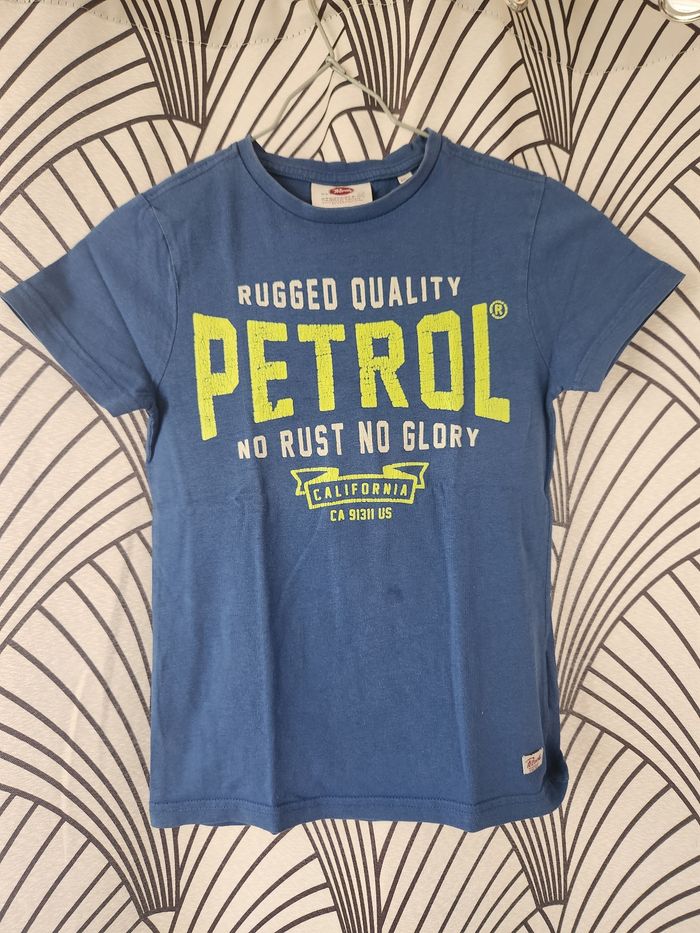 RUGGED QUALITY
PETROL®
NO RUST NO GLORY
CALIFORNIA
CA 91311 US